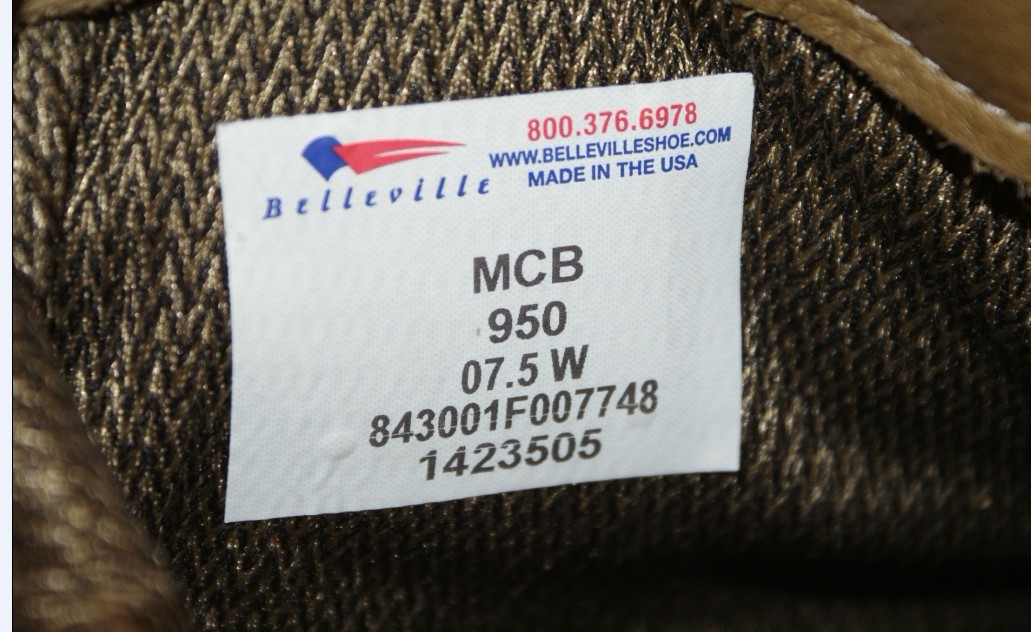 Belleville
800.376.6978
WWW.BELLEVILLESHOE.COM
MADE IN THE USA
MCB
950
07.5 W
843001F007748
1423505